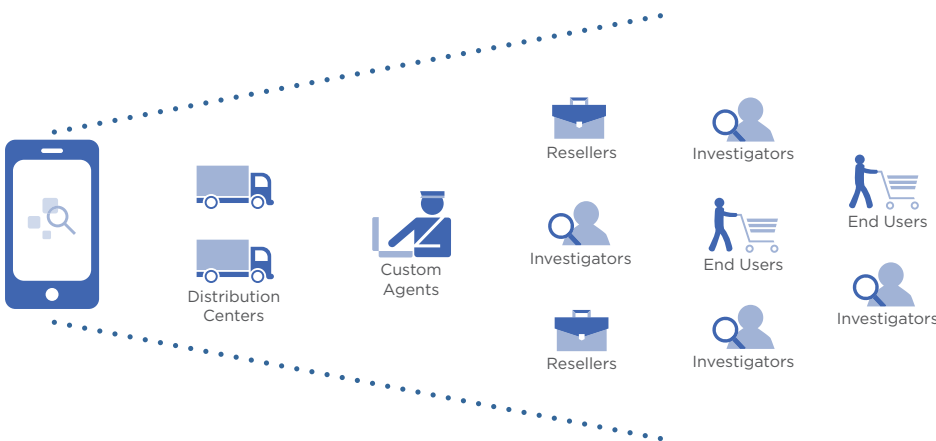 Resellers
Investigators
End Users
Investigators
End Users
Custom
Agents
Distribution
Centers
Investigators
Resellers
Investigators